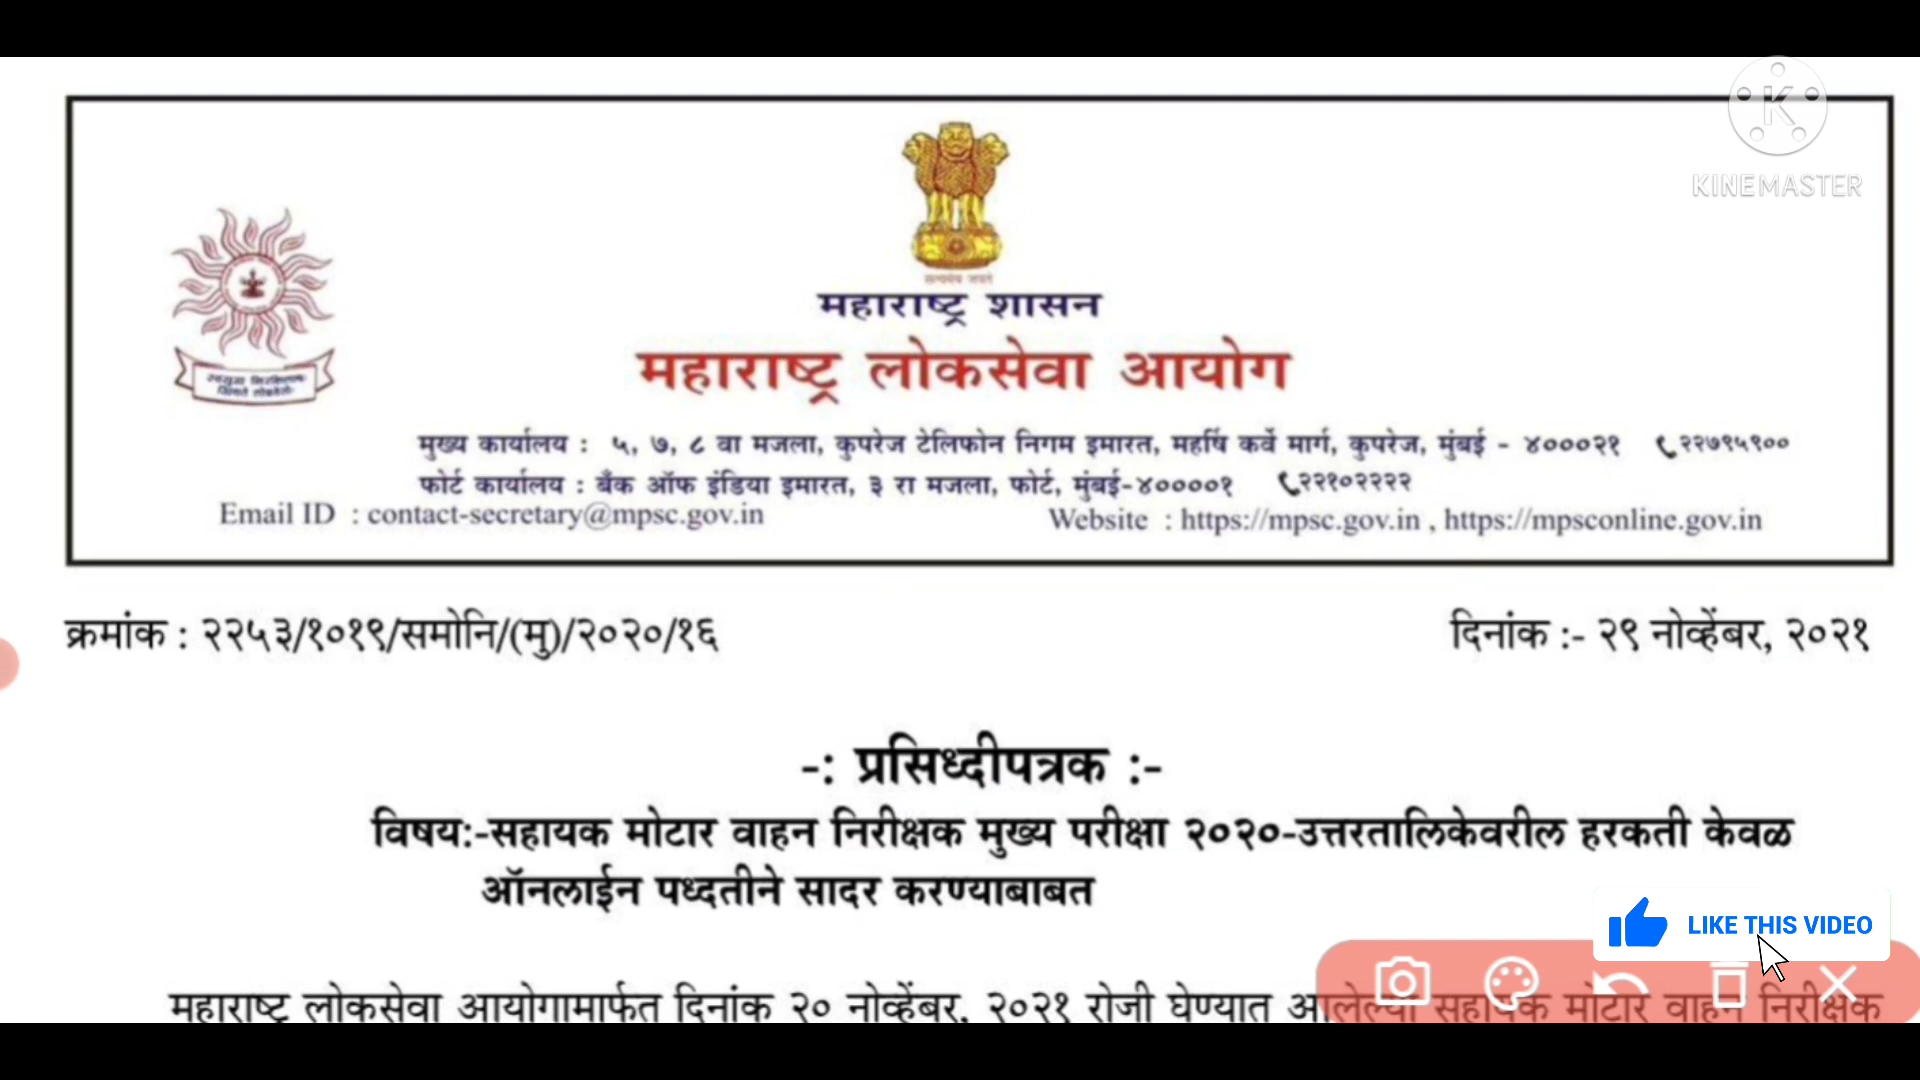 KINEMASTER
महाराष्ट्र शासन
महाराष्ट्र लोकसेवा आयोग
मुख्य कार्यालय : ५, ७, ८ वा मजला, कुपरेज टेलिफोन निगम इमारत, महर्षि कर्वे मार्ग, कुपरेज, मुंबई - ४०००२१ २२७९५९००
फोर्ट कार्यालय : बँक ऑफ इंडिया इमारत, ३ रा मजला, फोर्ट, मुंबई-४००००१ २२१०२२२२
Email ID : contact-secretary@mpsc.gov.in Website : https://mpsc.gov.in , https://mpsconline.gov.in
क्रमांक : २२५३/१०१९/समोनि/(मु)/२०२०/१६ दिनांक :- २९ नोव्हेंबर, २०२१
-: प्रसिध्दीपत्रक :-
विषय:-सहायक मोटार वाहन निरीक्षक मुख्य परीक्षा २०२०-उत्तरतालिकेवरील हरकती केवळ
ऑनलाईन पध्दतीने सादर करण्याबाबत
LIKE THIS VIDEO
महाराष्ट्र लोकसेवा आयोगामार्फत दिनांक २० नोव्हेंबर, २०२१ रोजी घेण्यात आलेल्या सहायक मोटार वाहन निरीक्षक